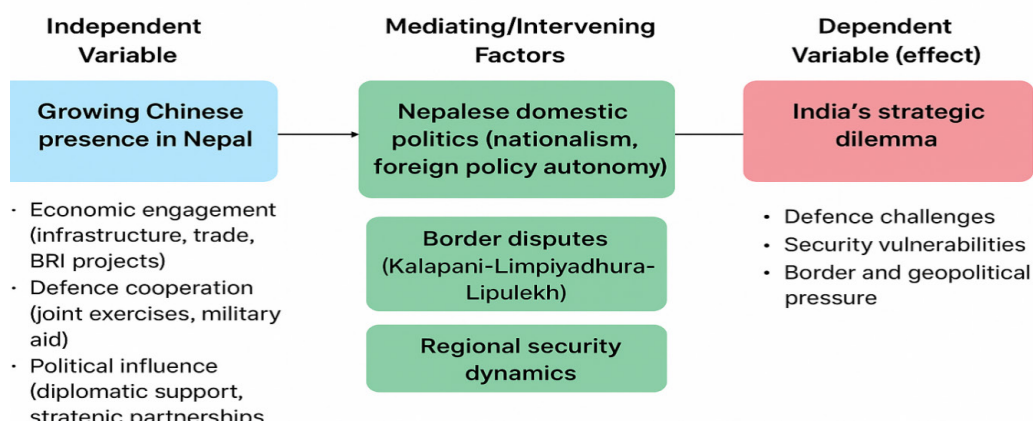 Independent
Variable
Growing Chinese
presence in Nepal
· Economic engagement
(infrastructure, trade,
BRI projects)
· Defence cooperation
(joint exercises, military
aid)
· Political influence
(diplomatic support,
stratenic partnerships
Mediating/Intervening
Factors
Nepalese domestic
politics (nationalism,
foreign policy autonomy)
Border disputes
(Kalapani-Limpiyadhura-
Lipulekh)
Regional security
dynamics
Dependent
Variable (effect)
India's strategic
dilemma
• Defence challenges
• Security vulnerabilities
• Border and geopolitical
pressure